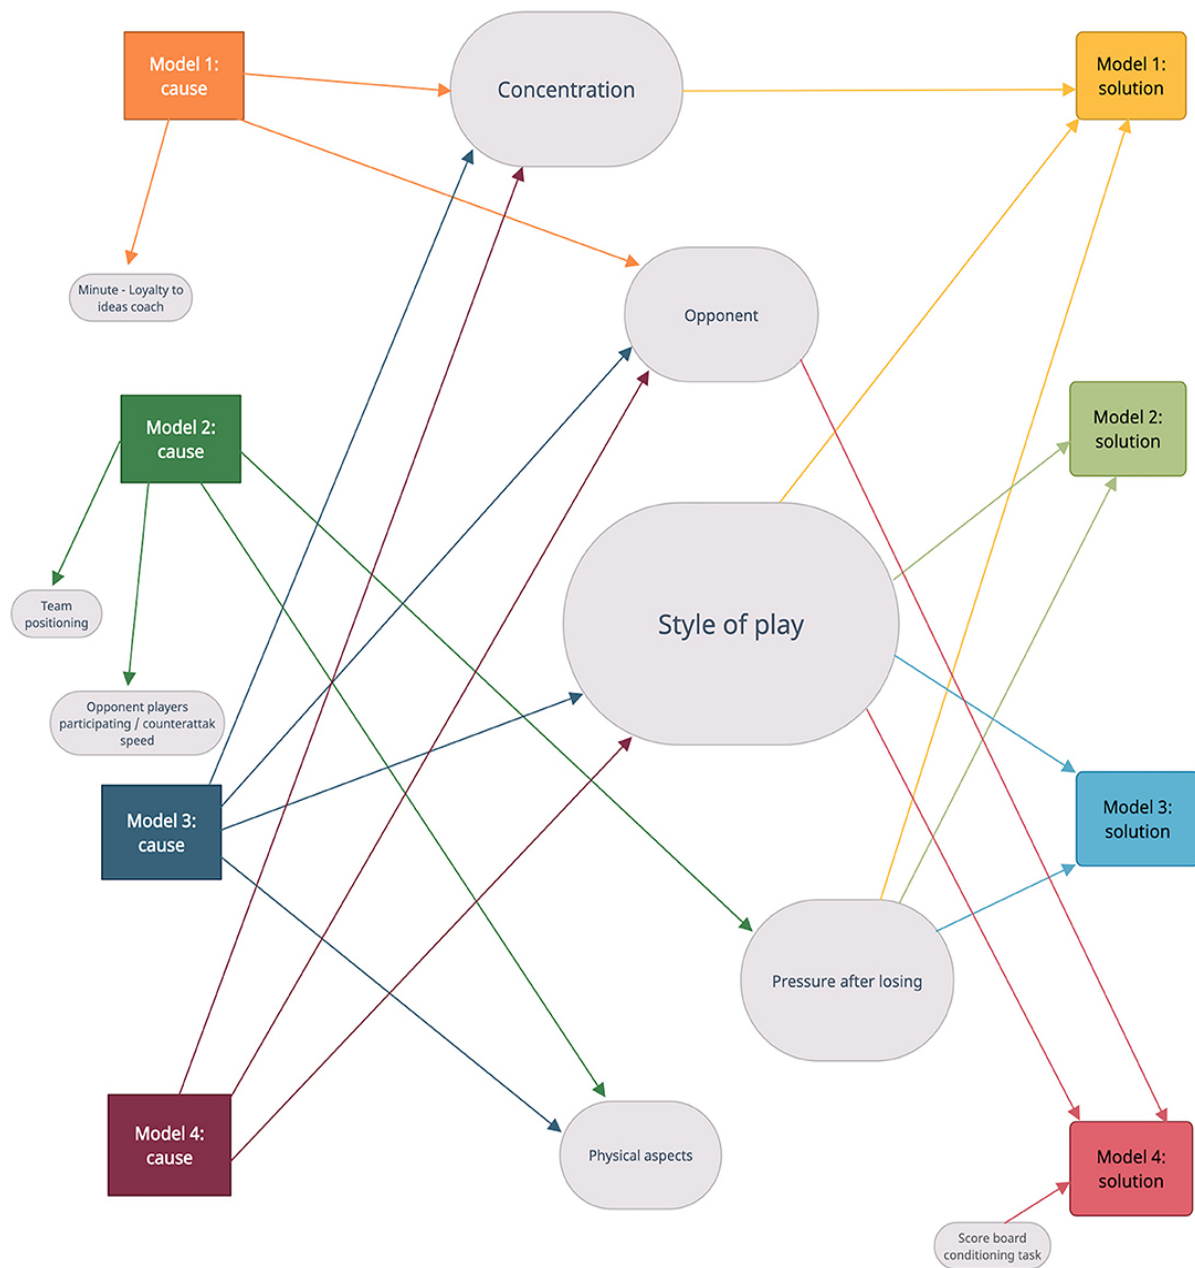 Model 1:
cause
Concentration
Model 1:
solution
Minute - Loyalty to
ideas coach
Opponent
Model 2:
cause
Model 2:
solution
Team
positioning
Style of play
Opponent players
participating / counterattak
speed
Model 3:
cause
Model 3:
solution
Pressure after losing
Model 4:
cause
Physical aspects
Model 4:
solution
Score board
conditioning task